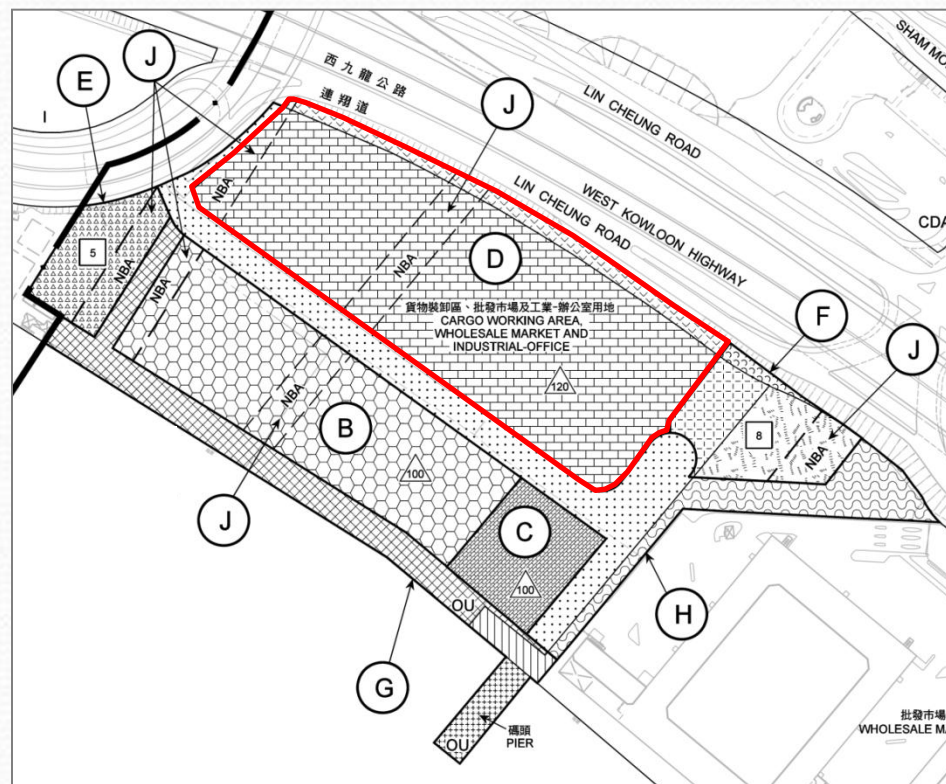 SHAM MO
E
J
西九龍公路
連翔道
J
LIN CHEUNG ROAD
I
NBA
LIN CHEUNG ROAD
WEST KOWLOON HIGHWAY
CDA
5
NBA
NBA
NBA
D
貨物裝卸區、批發市場及工業-辦公室用地
CARGO WORKING AREA,
WHOLESALE MARKET AND
INDUSTRIAL-OFFICE
F
J
120
NBA
B
8
NBA
100
J
C
100
OU
H
G
碼頭
PIER
OU
批發市場
WHOLESALE MA